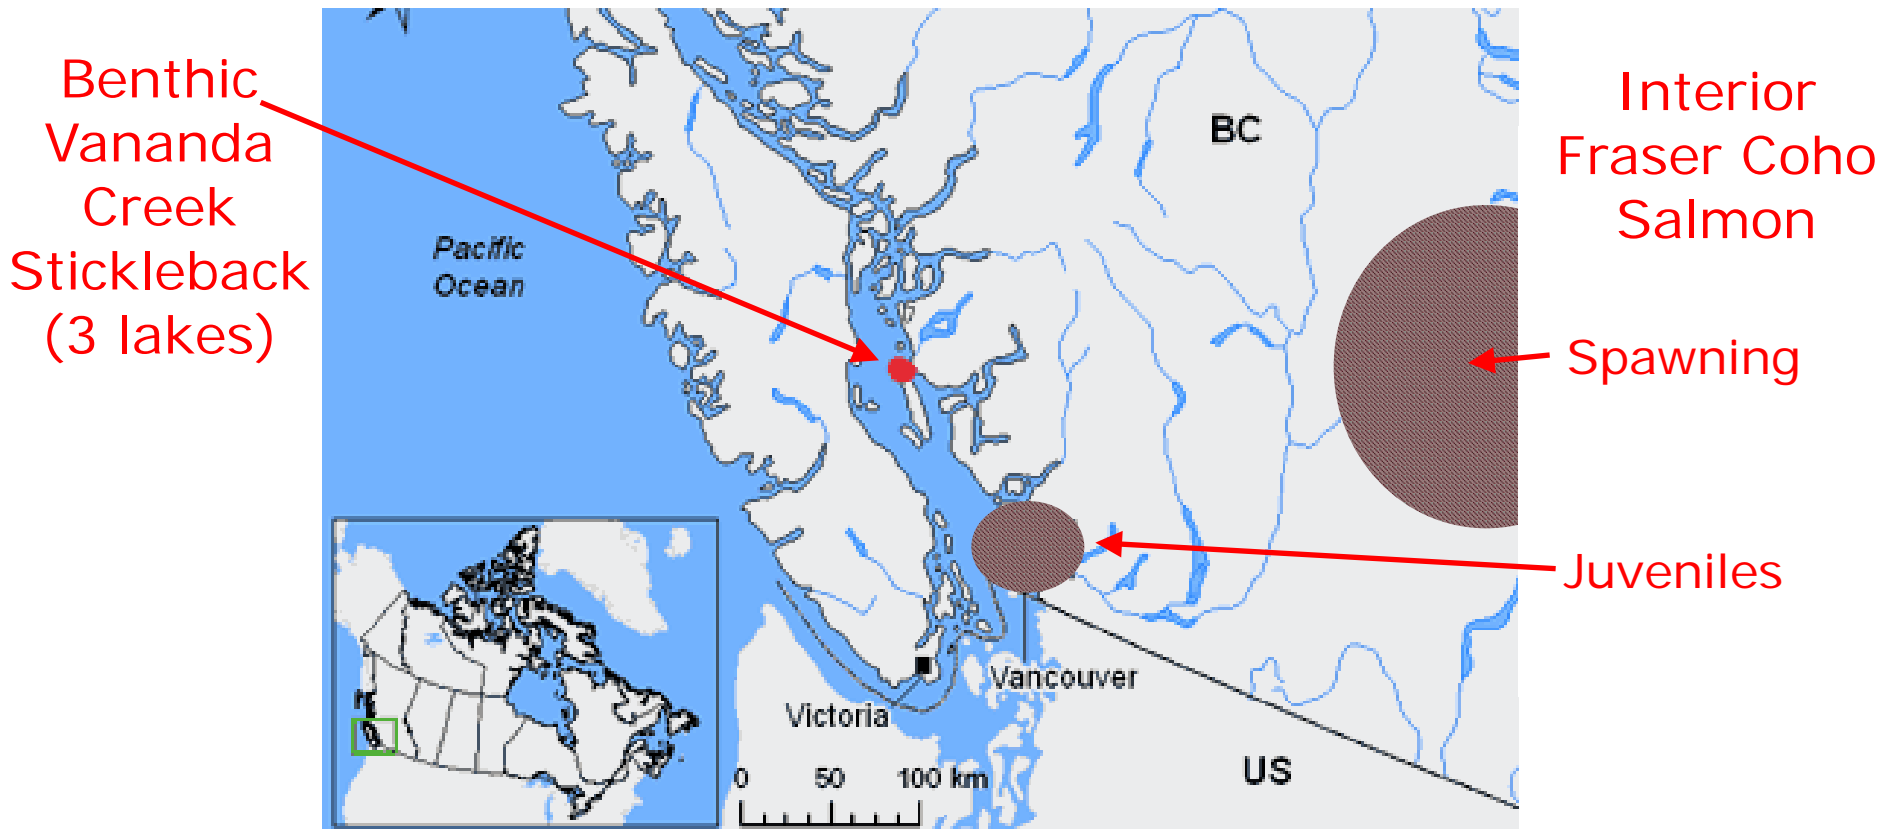 Benthic
Vananda
Creek
Stickleback
(3 lakes)
Pacific
Ocean
BC
Interior
Fraser Coho
Salmon
Spawning
Juveniles
Vancouver
Victoria
US
0 50 100 km